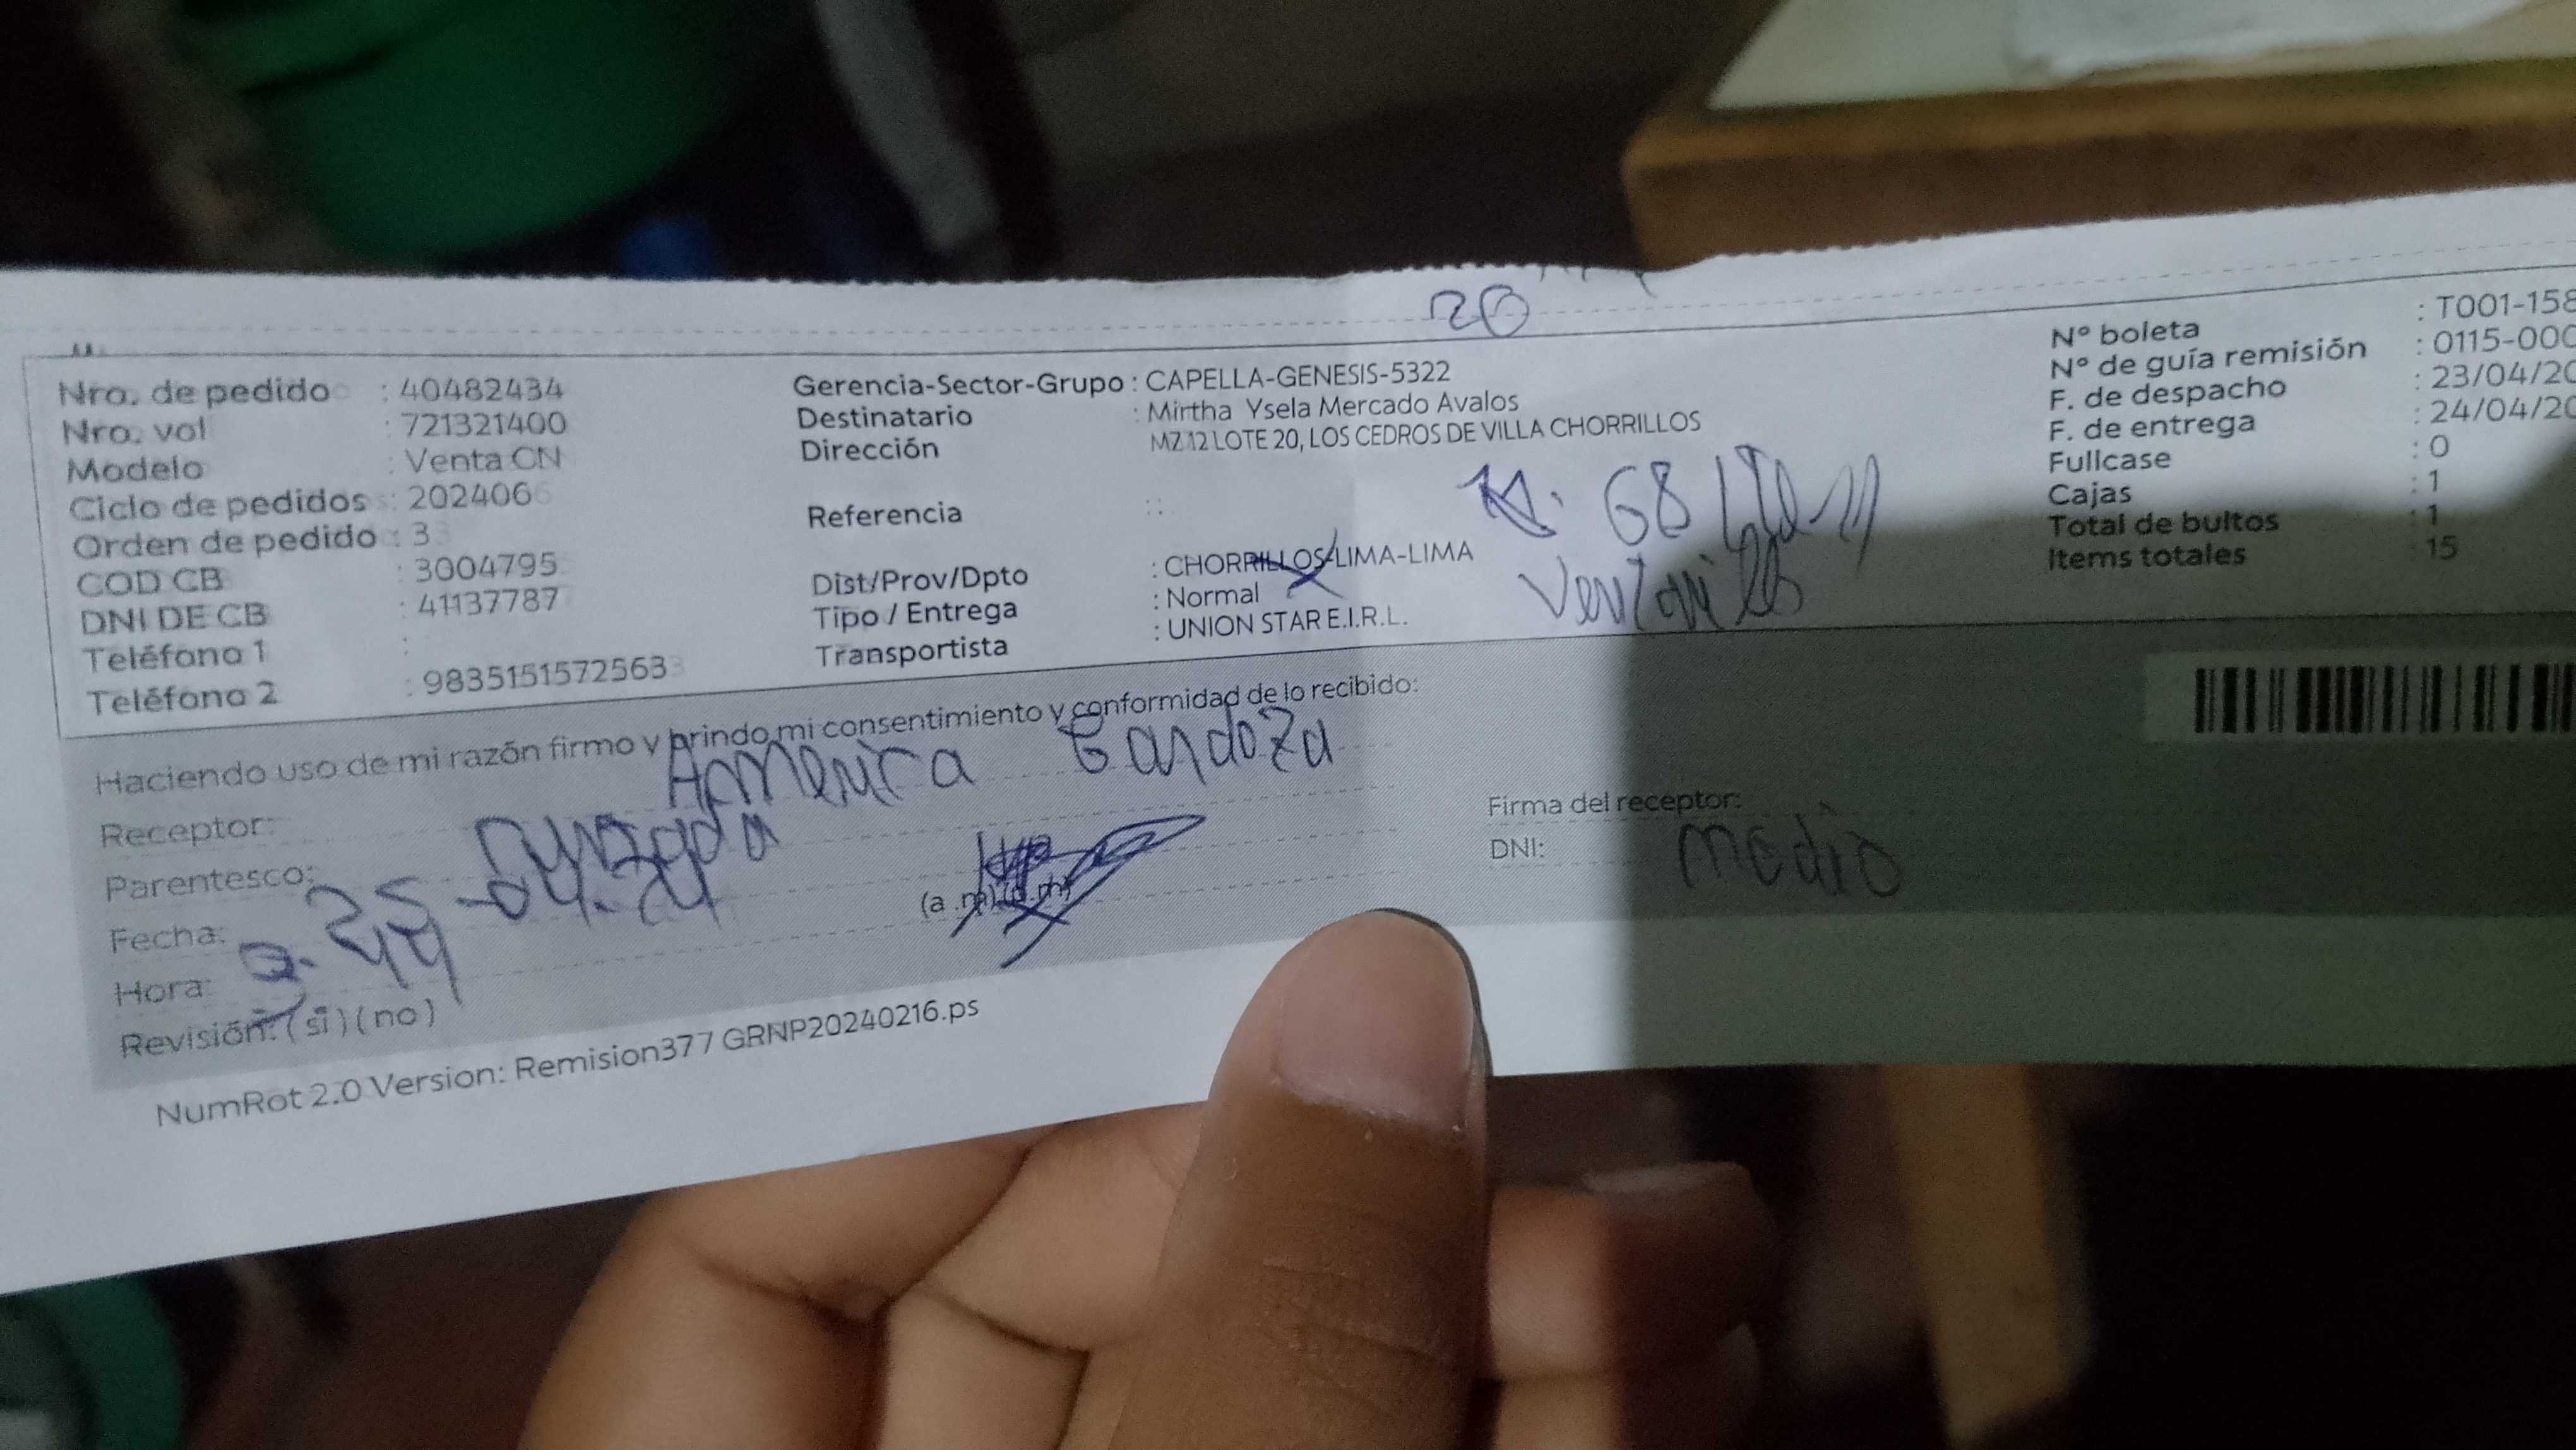 20
Nro. de pedido : 40482434
Nro. vol : 721321400
Modelo : Venta CN
Ciclo de pedidos : 202406
Orden de pedido : 3
COD CB : 3004795
DNI DE CB : 41137787
Teléfono 1 :
Teléfono 2 : 9835151572563
Gerencia-Sector-Grupo : CAPELLA-GENESIS-5322
Destinatario : Mirtha Ysela Mercado Avalos
Dirección MZ 12 LOTE 20, LOS CEDROS DE VILLA CHORRILLOS
Referencia ::
Dist/Prov/Dpto : CHORRILLOS-LIMA-LIMA
Tipo / Entrega : Normal
Transportista : UNION STAR E.I.R.L.
68
N° boleta : T001-158
N° de guía remisión : 0115-000
F. de despacho : 23/04/20
F. de entrega : 24/04/20
Fullcase : 0
Cajas : 1
Total de bultos : 1
Items totales : 15
Haciendo uso de mi razón firmo y brindo mi consentimiento y conformidad de lo recibido:
Receptor: America Cardoza
Parentesco:
Fecha: 25-04-24
Hora: 44 (a.m)(p.m)
Revisión: (si) (no)
Firma del receptor:
DNI: medio
NumRot 2.0 Version: Remision377 GRNP20240216.ps